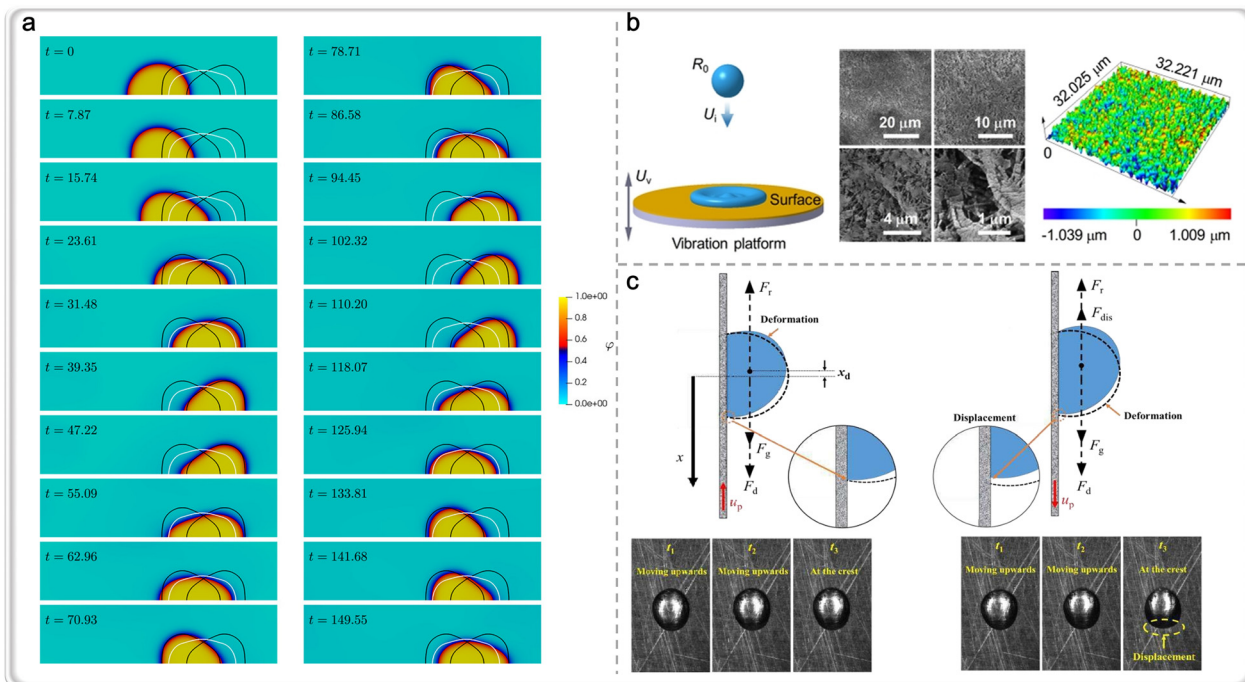 a
t = 0
t = 7.87
t = 15.74
t = 23.61
t = 31.48
t = 39.35
t = 47.22
t = 55.09
t = 62.96
t = 70.93
t = 78.71
t = 86.58
t = 94.45
t = 102.32
t = 110.20
t = 118.07
t = 125.94
t = 133.81
t = 141.68
t = 149.55
φ
1.0e+00
0.8
0.6
0.4
0.2
0.0e+00
b
R₀
Uᵢ
Uᵥ
Surface
Vibration platform
20 μm
10 μm
4 μm
1 μm
32.025 μm
32.221 μm
0
-1.039 μm
0
1.009 μm
c
Fr
Deformation
xd
x
Fg
Fd
up
Fr
Fdis
Deformation
Displacement
Fg
Fd
up
t₁
Moving upwards
t₂
Moving upwards
t₃
At the crest
t₁
Moving upwards
t₂
Moving upwards
t₃
At the crest
Displacement